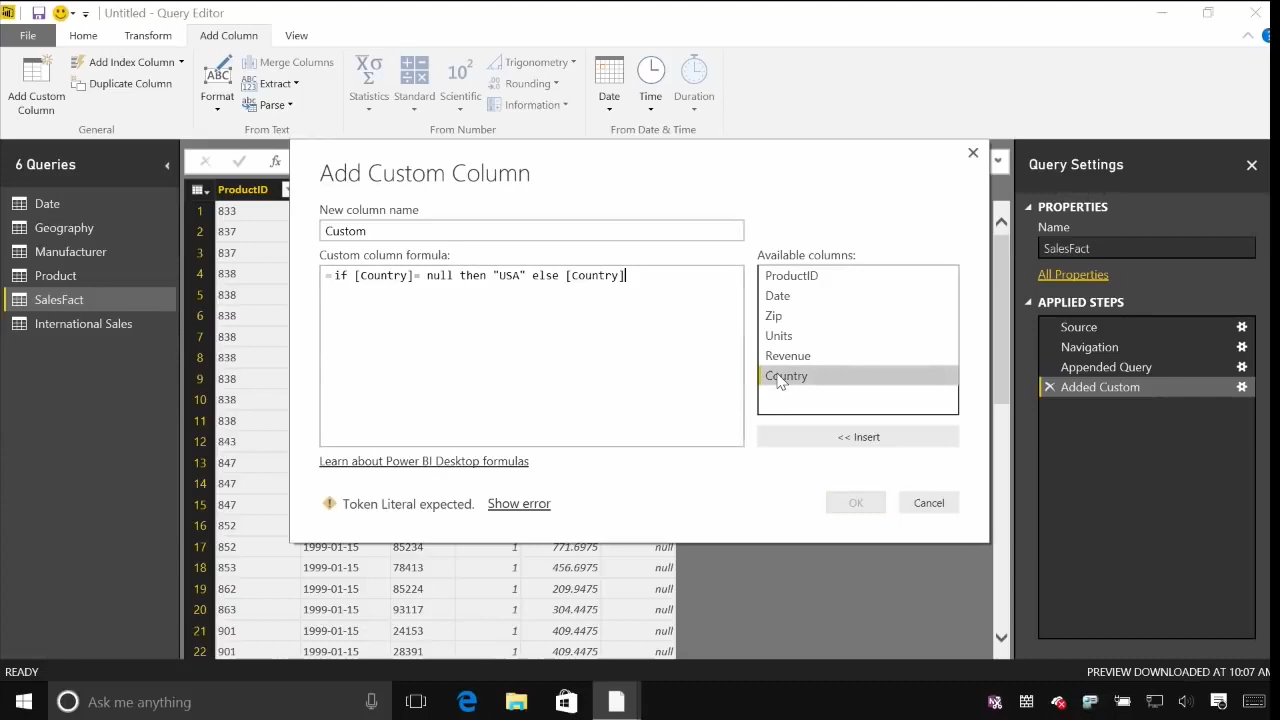 Untitled - Query Editor
File Home Transform Add Column View
Add Custom Column
Add Index Column
Duplicate Column
General
Format
Merge Columns
Extract
Parse
From Text
Statistics
Standard
Scientific
Trigonometry
Rounding
Information
From Number
Date
Time
Duration
From Date & Time
6 Queries
Date
Geography
Manufacturer
Product
SalesFact
International Sales
fx
ProductID
1 833
2 837
3 837
4 838
5 838
6 838
7 838
8 838
9 838
10 838
11 838
12 843
13 847
14 847
15 847
16 852
17 852 1999-01-15 85234 1 771.6975 null
18 853 1999-01-15 78413 1 456.6975 null
19 862 1999-01-15 85224 1 209.9475 null
20 863 1999-01-15 93117 1 304.4475 null
21 901 1999-01-15 24153 1 409.4475 null
22 901 1999-01-15 28391 1 409.4475 null
Add Custom Column
New column name
Custom
Custom column formula:
= if [Country]= null then "USA" else [Country]
Available columns:
ProductID
Date
Zip
Units
Revenue
Country
<< Insert
Learn about Power BI Desktop formulas
Token Literal expected. Show error
OK Cancel
Query Settings
PROPERTIES
Name
SalesFact
All Properties
APPLIED STEPS
Source
Navigation
Appended Query
Added Custom
READY
PREVIEW DOWNLOADED AT 10:07 AM
Ask me anything